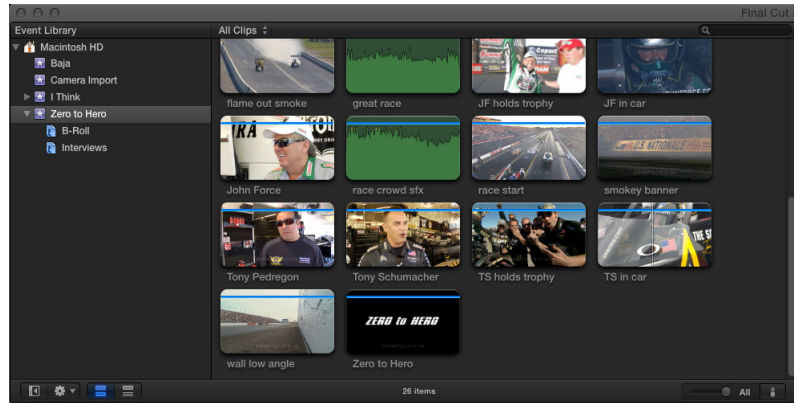 Final Cut
Event Library
All Clips
Macintosh HD
Baja
Camera Import
I Think
Zero to Hero
B-Roll
Interviews
flame out smoke
great race
JF holds trophy
JF in car
John Force
race crowd sfx
race start
smokey banner
U.S. NATIONALS
Tony Pedregon
Tony Schumacher
TS holds trophy
TS in car
ZERO to HERO
wall low angle
Zero to Hero
26 items
All